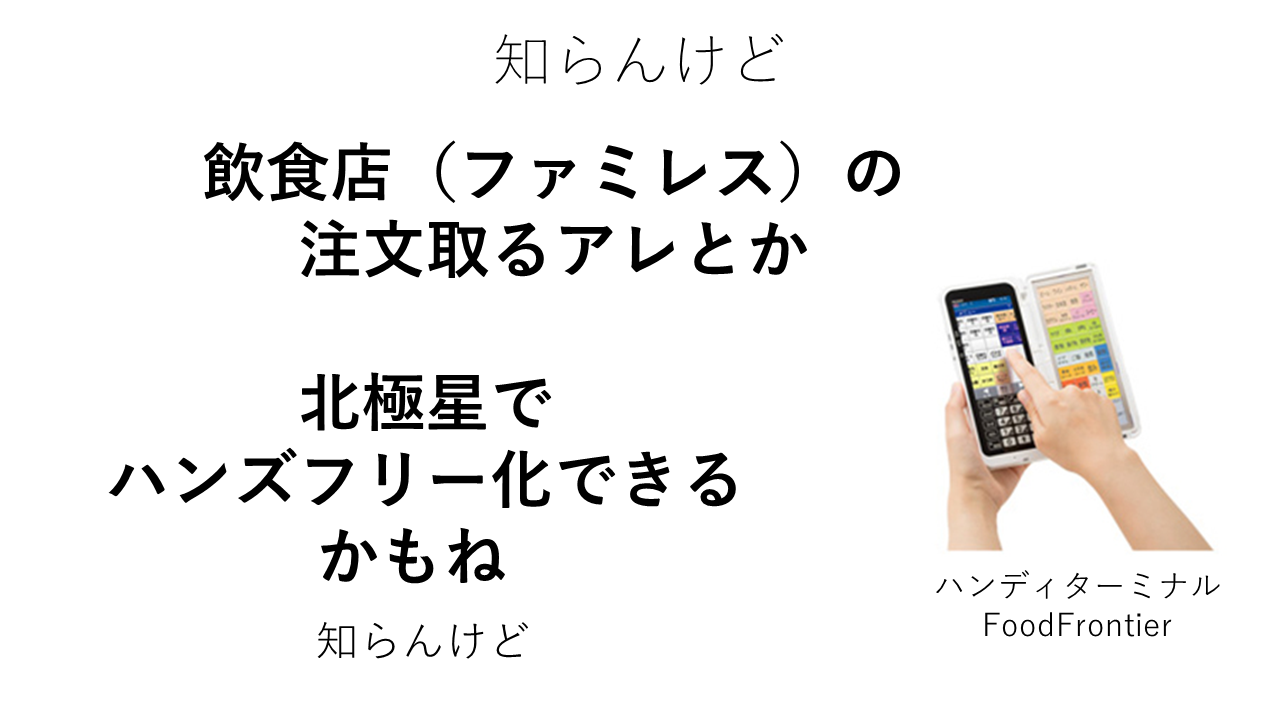 知らんけど
飲食店（ファミレス）の
注文取るアレとか
北極星で
ハンズフリー化できる
かもね
知らんけど
ハンディターミナル
FoodFrontier